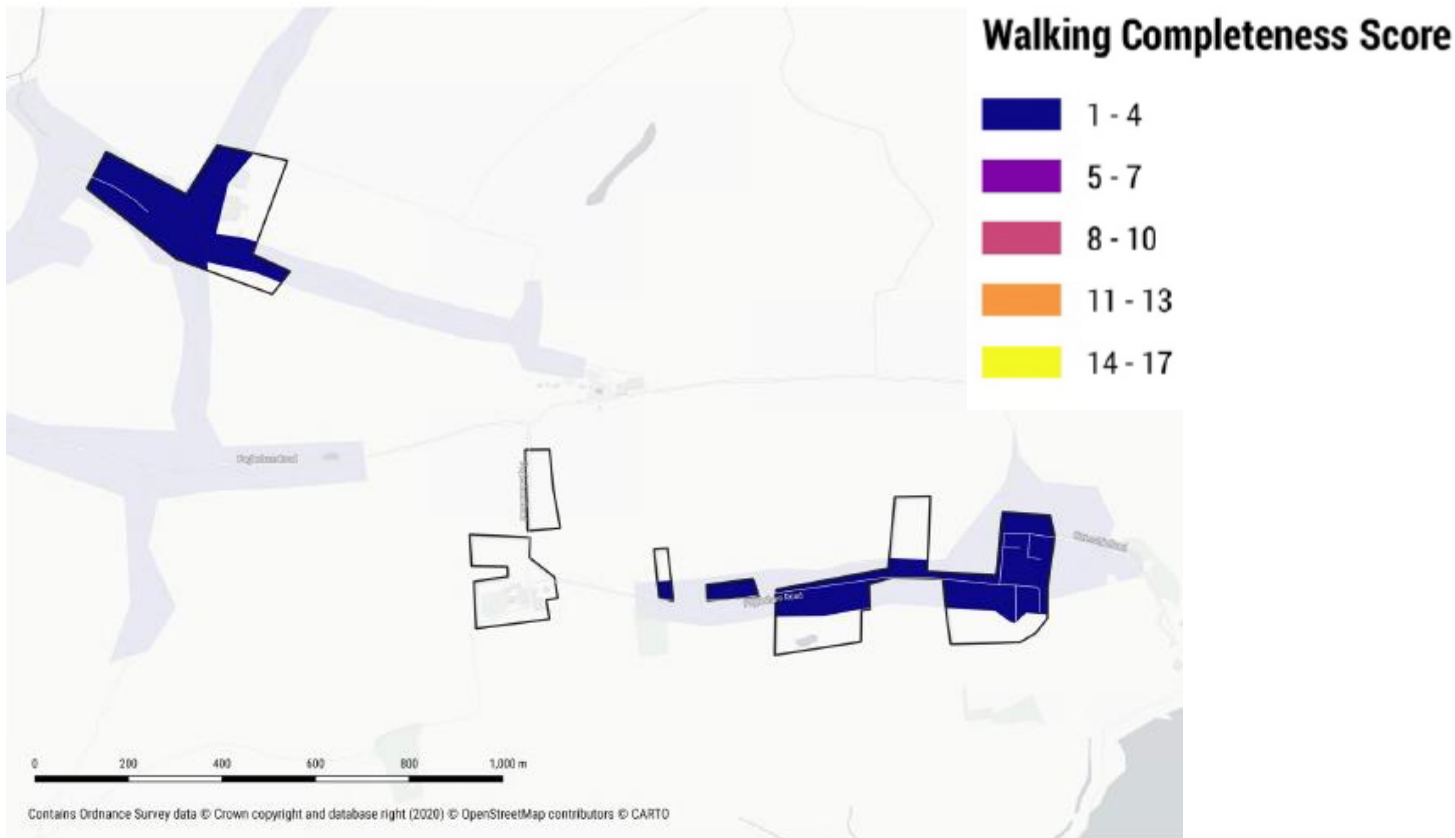 Walking Completeness Score
1 - 4
5 - 7
8 - 10
11 - 13
14 - 17
0 200 400 600 800 1,000 m
Contains Ordnance Survey data © Crown copyright and database right (2020) © OpenStreetMap contributors © CARTO